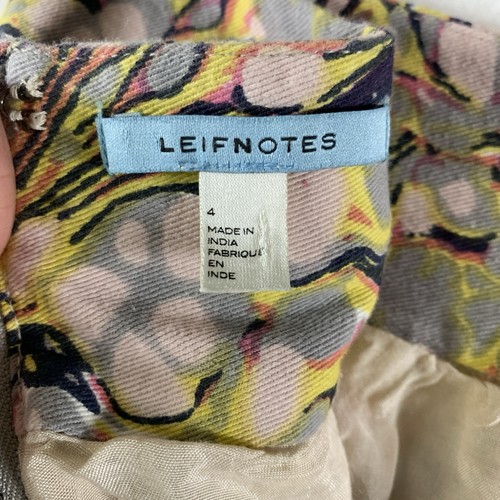 LEIFNOTES
4
MADE IN
INDIA
FABRIQUE
EN
INDE